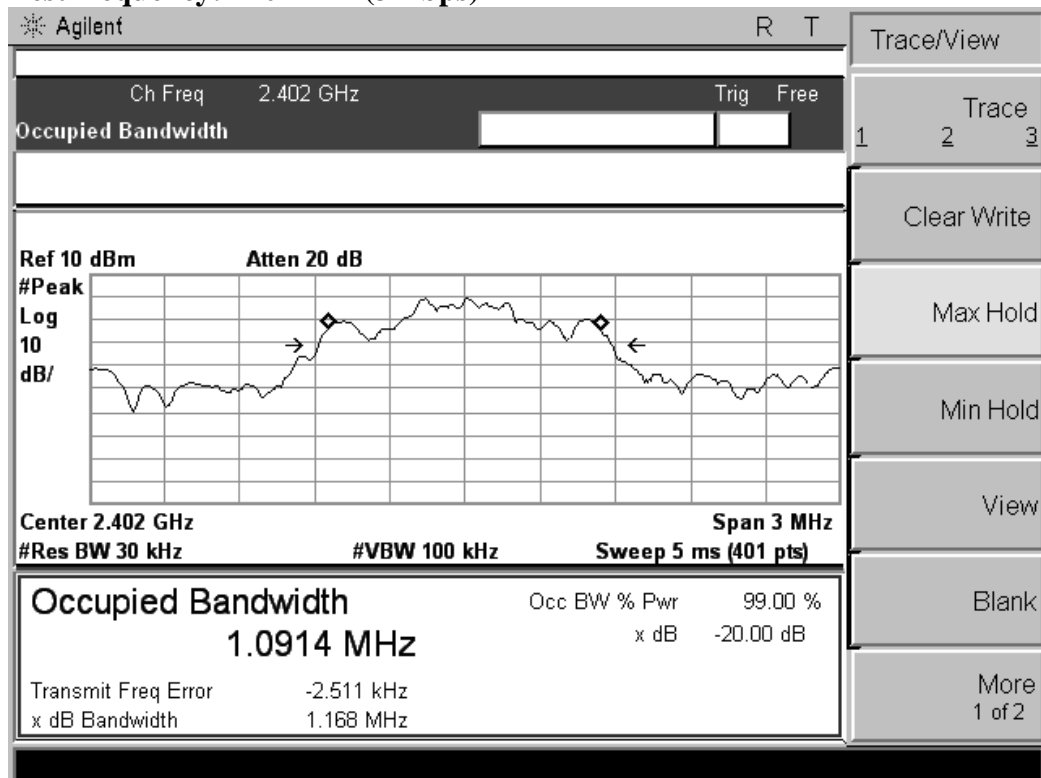 Agilent R T
Trace/View
Ch Freq 2.402 GHz Trig Free
Occupied Bandwidth
Trace
1 2 3
Clear Write
Ref 10 dBm Atten 20 dB
#Peak
Log
10
dB/
Max Hold
Min Hold
Center 2.402 GHz Span 3 MHz
#Res BW 30 kHz #VBW 100 kHz Sweep 5 ms (401 pts)
View
Occupied Bandwidth Occ BW % Pwr 99.00 %
1.0914 MHz x dB -20.00 dB
Blank
Transmit Freq Error -2.511 kHz
x dB Bandwidth 1.168 MHz
More
1 of 2